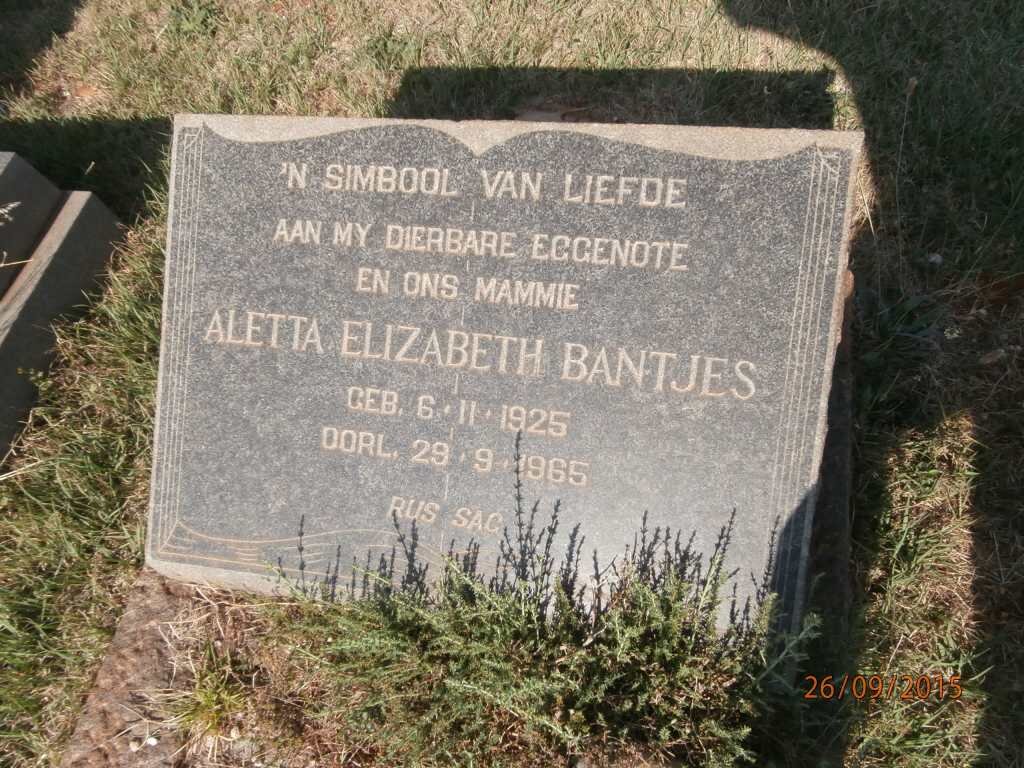 'N SIMBOOL VAN LIEFDE
AAN MY DIERBARE EGGENOTE
EN ONS MAMMIE
ALETTA ELIZABETH BANTJES
GEB. 6·11·1925
OORL. 29·9·1965
RUS SAG
26/09/2015